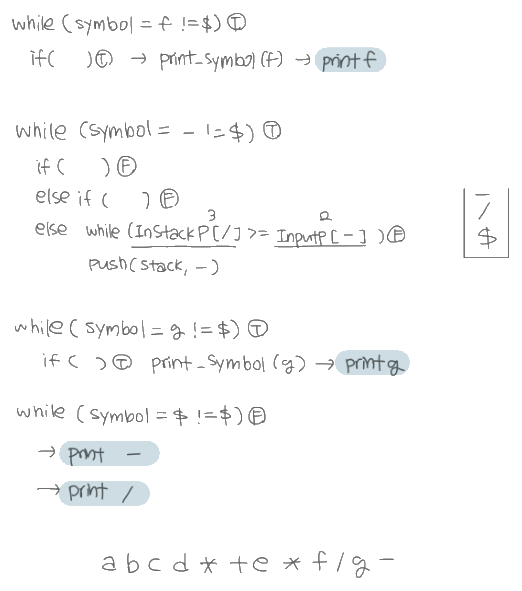 while (symbol = f != $) Ⓣ
if( )Ⓣ → print_symbol (f) → print f
while (symbol = - != $) Ⓣ
if ( ) Ⓕ
else if ( ) Ⓕ
3 2
else while (InStackP[/] >= InputP[-] ) Ⓕ
push(stack, -)
-
/
$
while ( symbol = g != $) Ⓣ
if ( ) Ⓣ print_symbol (g) → print g
while (symbol = $ != $) Ⓕ
→ print -
→ print /
a b c d * + e * f / g -